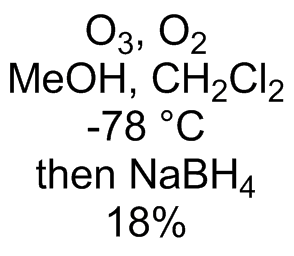 O₃, O₂
MeOH, CH₂Cl₂
-78 °C
then NaBH₄
18%